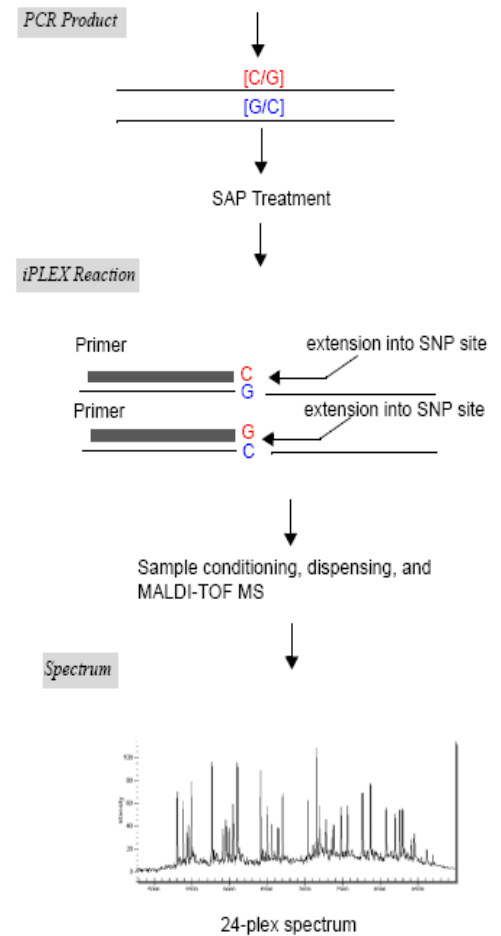 PCR Product
[C/G]
[G/C]
SAP Treatment
iPLEX Reaction
Primer
extension into SNP site
C
G
Primer
extension into SNP site
G
C
Sample conditioning, dispensing, and
MALDI-TOF MS
Spectrum
24-plex spectrum